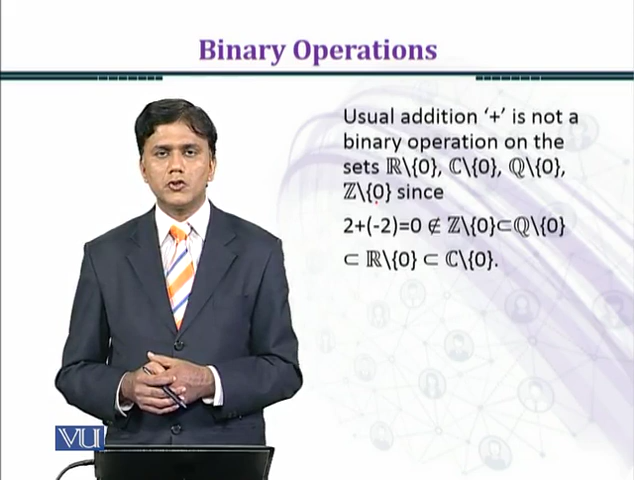 Binary Operations
Usual addition ‘+’ is not a
binary operation on the
sets ℝ\{0}, ℂ\{0}, ℚ\{0},
ℤ\{0} since
2+(-2)=0 ∉ ℤ\{0}⊂ℚ\{0}
⊂ ℝ\{0} ⊂ ℂ\{0}.
VU